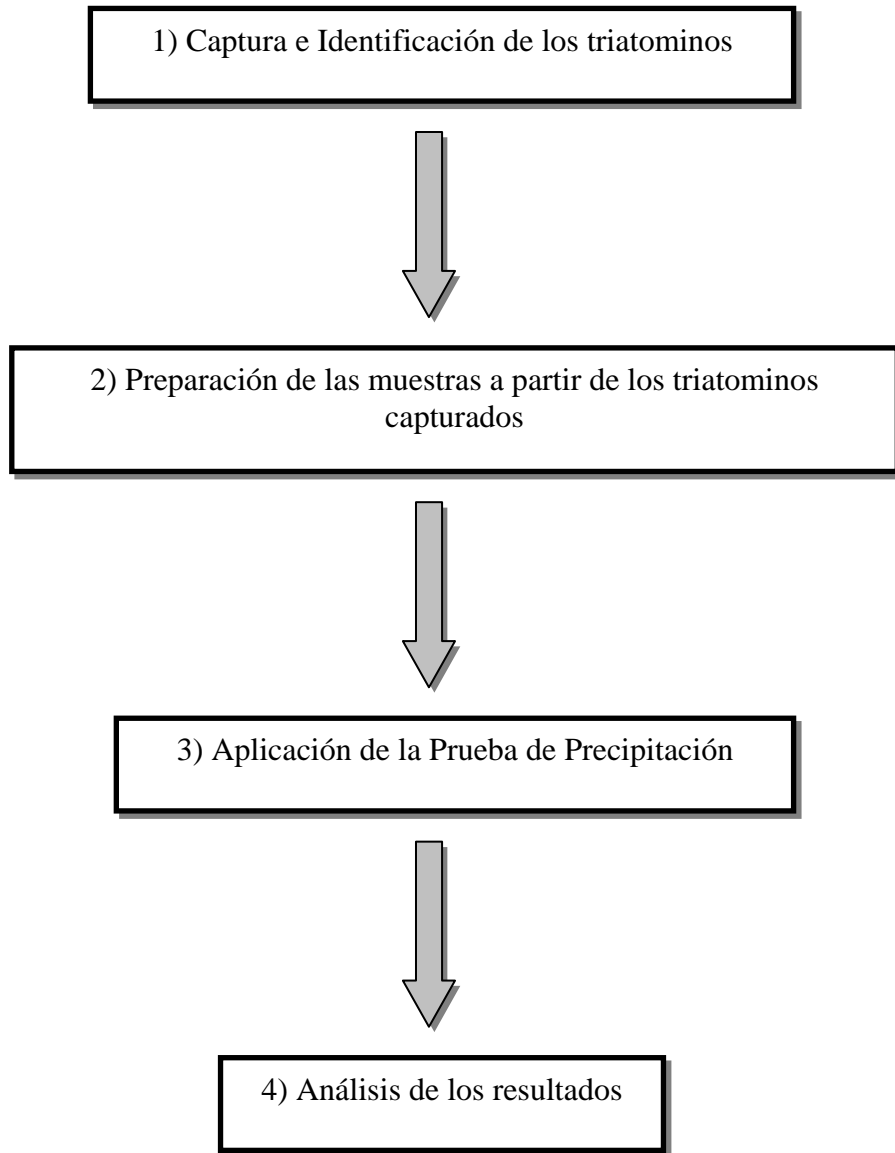 1) Captura e Identificación de los triatominos
2) Preparación de las muestras a partir de los triatominos
capturados
3) Aplicación de la Prueba de Precipitación
4) Análisis de los resultados